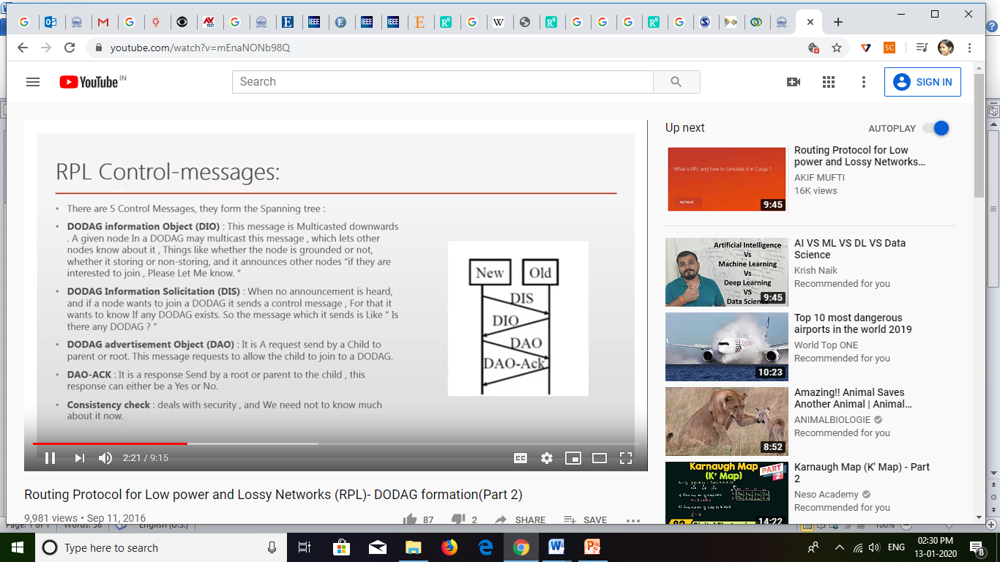 youtube.com/watch?v=mEnaNONb98Q
SC
YouTube IN
Search
SIGN IN
RPL Control-messages:
• There are 5 Control Messages, they form the Spanning tree :
• DODAG information Object (DIO) : This message is Multicasted downwards
. A given node In a DODAG may multicast this message , which lets other
nodes know about it , Things like whether the node is grounded or not,
whether it storing or non-storing, and it announces other nodes “if they are
interested to join , Please Let Me know. “
• DODAG Information Solicitation (DIS) : When no announcement is heard,
and if a node wants to join a DODAG it sends a control message , For that it
wants to know If any DODAG exists. So the message which it sends is Like “ Is
there any DODAG ? “
• DODAG advertisement Object (DAO) : It is A request send by a Child to
parent or root. This message requests to allow the child to join to a DODAG.
• DAO-ACK : It is a response Send by a root or parent to the child , this
response can either be a Yes or No.
• Consistency check : deals with security , and We need not to know much
about it now.
New Old
DIS
DIO
DAO
DAO-Ack
2:21 / 9:15
CC
Routing Protocol for Low power and Lossy Networks (RPL)- DODAG formation(Part 2)
9,981 views • Sep 11, 2016
87 2 SHARE SAVE
Up next
AUTOPLAY
What is RPL and how to Simulate it in Cooja ?
Akif Mufti
9:45
Routing Protocol for Low
power and Lossy Networks…
AKIF MUFTI
16K views
Artificial Intelligence
Vs
Machine Learning
Vs
Deep Learning
VS
Data Science
9:45
AI VS ML VS DL VS Data
Science
Krish Naik
Recommended for you
10:23
Top 10 most dangerous
airports in the world 2019
World Top ONE
Recommended for you
8:52
Amazing!! Animal Saves
Another Animal | Animal…
ANIMALBIOLOGIE
Recommended for you
Karnaugh Map
(K' Map)
PART
2
14:22
Karnaugh Map (K' Map) - Part
2
Neso Academy
Recommended for you
Page: 1 of 1 Words: 36 English (U.S.) 100%
Type here to search
ENG
02:30 PM
13-01-2020
8